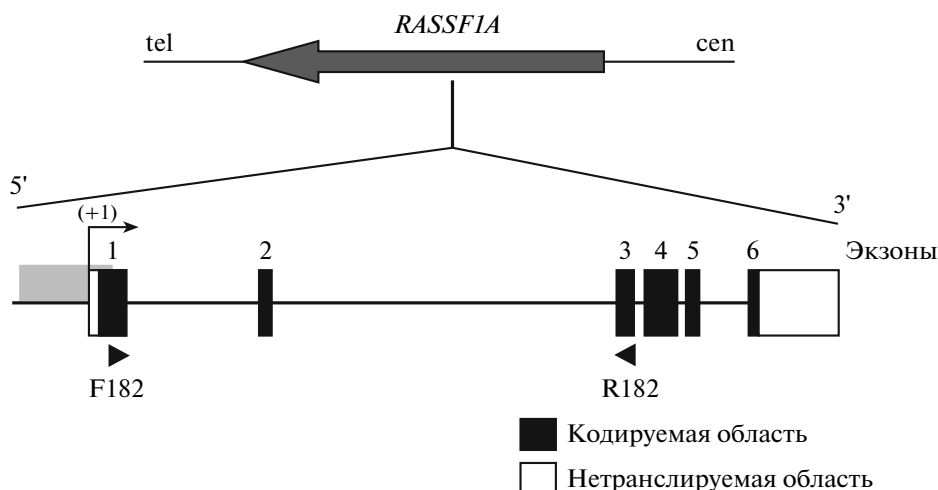 RASSF1A
tel cen
5' 3'
(+1)
1 2 3 4 5 6 Экзоны
F182 R182
Кодируемая область
Нетранслируемая область